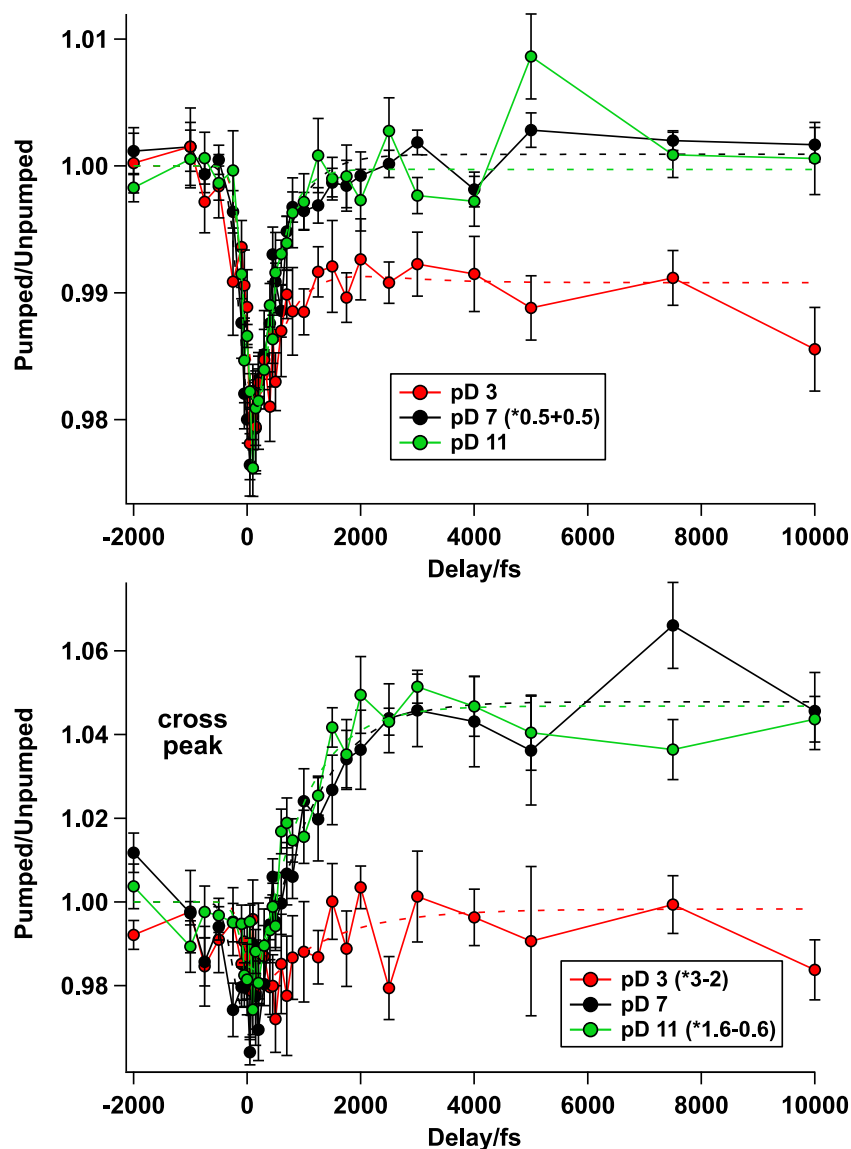 1.01
1.00
0.99
0.98
Pumped/Unpumped
pD 3
pD 7 (*0.5+0.5)
pD 11
-2000 0 2000 4000 6000 8000 10000
Delay/fs
1.06
1.04
1.02
1.00
0.98
Pumped/Unpumped
cross
peak
pD 3 (*3-2)
pD 7
pD 11 (*1.6-0.6)
-2000 0 2000 4000 6000 8000 10000
Delay/fs